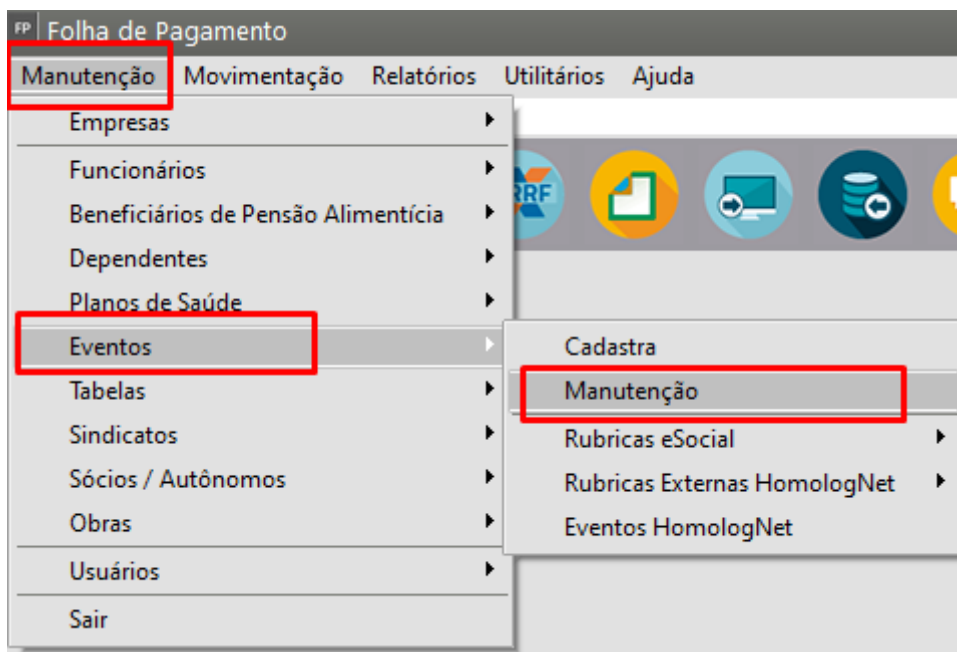 FP Folha de Pagamento
Manutenção Movimentação Relatórios Utilitários Ajuda
Empresas
Funcionários
RRF
Beneficiários de Pensão Alimentícia
Dependentes
Planos de Saúde
Eventos
Cadastra
Tabelas
Manutenção
Sindicatos
Rubricas eSocial
Sócios / Autônomos
Rubricas Externas HomologNet
Obras
Eventos HomologNet
Usuários
Sair